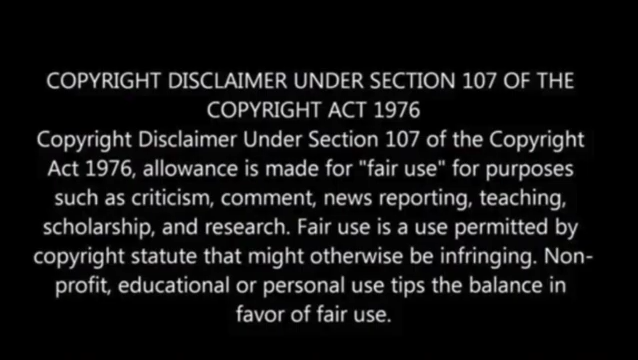 COPYRIGHT DISCLAIMER UNDER SECTION 107 OF THE
COPYRIGHT ACT 1976
Copyright Disclaimer Under Section 107 of the Copyright
Act 1976, allowance is made for "fair use" for purposes
such as criticism, comment, news reporting, teaching,
scholarship, and research. Fair use is a use permitted by
copyright statute that might otherwise be infringing. Non-
profit, educational or personal use tips the balance in
favor of fair use.